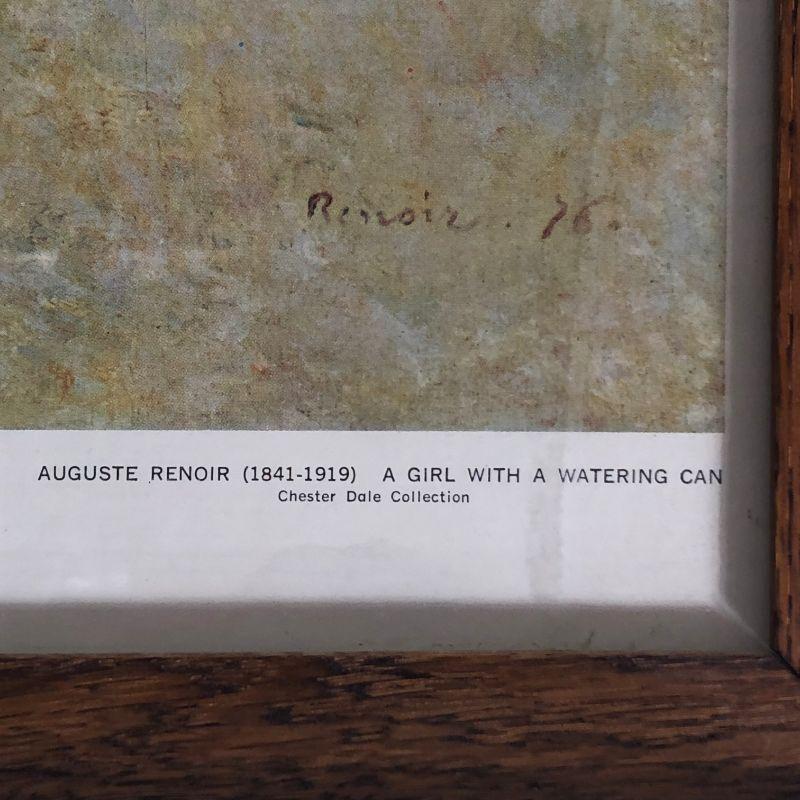 Renoir . 76.
AUGUSTE RENOIR (1841-1919) A GIRL WITH A WATERING CAN
Chester Dale Collection